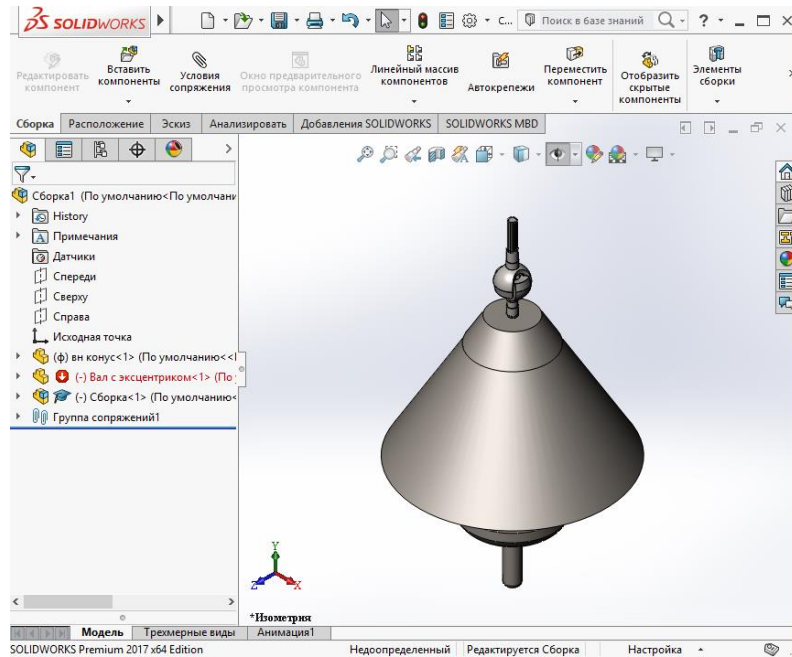 SOLIDWORKS
С...
Поиск в базе знаний
?
Редактировать компонент
Вставить компоненты
Условия сопряжения
Окно предварительного просмотра компонента
Линейный массив компонентов
Автокрепежи
Переместить компонент
Отобразить скрытые компоненты
Элементы сборки
Сборка Расположение Эскиз Анализировать Добавления SOLIDWORKS SOLIDWORKS MBD
Сборка1 (По умолчанию<По умолчани
History
Примечания
Датчики
Спереди
Сверху
Справа
Исходная точка
(ф) вн конус<1> (По умолчанию<<
(-) Вал с эксцентриком<1> (По
(-) Сборка<1> (По умолчанию<
Группа сопряжений1
Y
Z X
*Изометрия
Модель Трехмерные виды Анимация1
SOLIDWORKS Premium 2017 x64 Edition Недоопределенный Редактируется Сборка Настройка